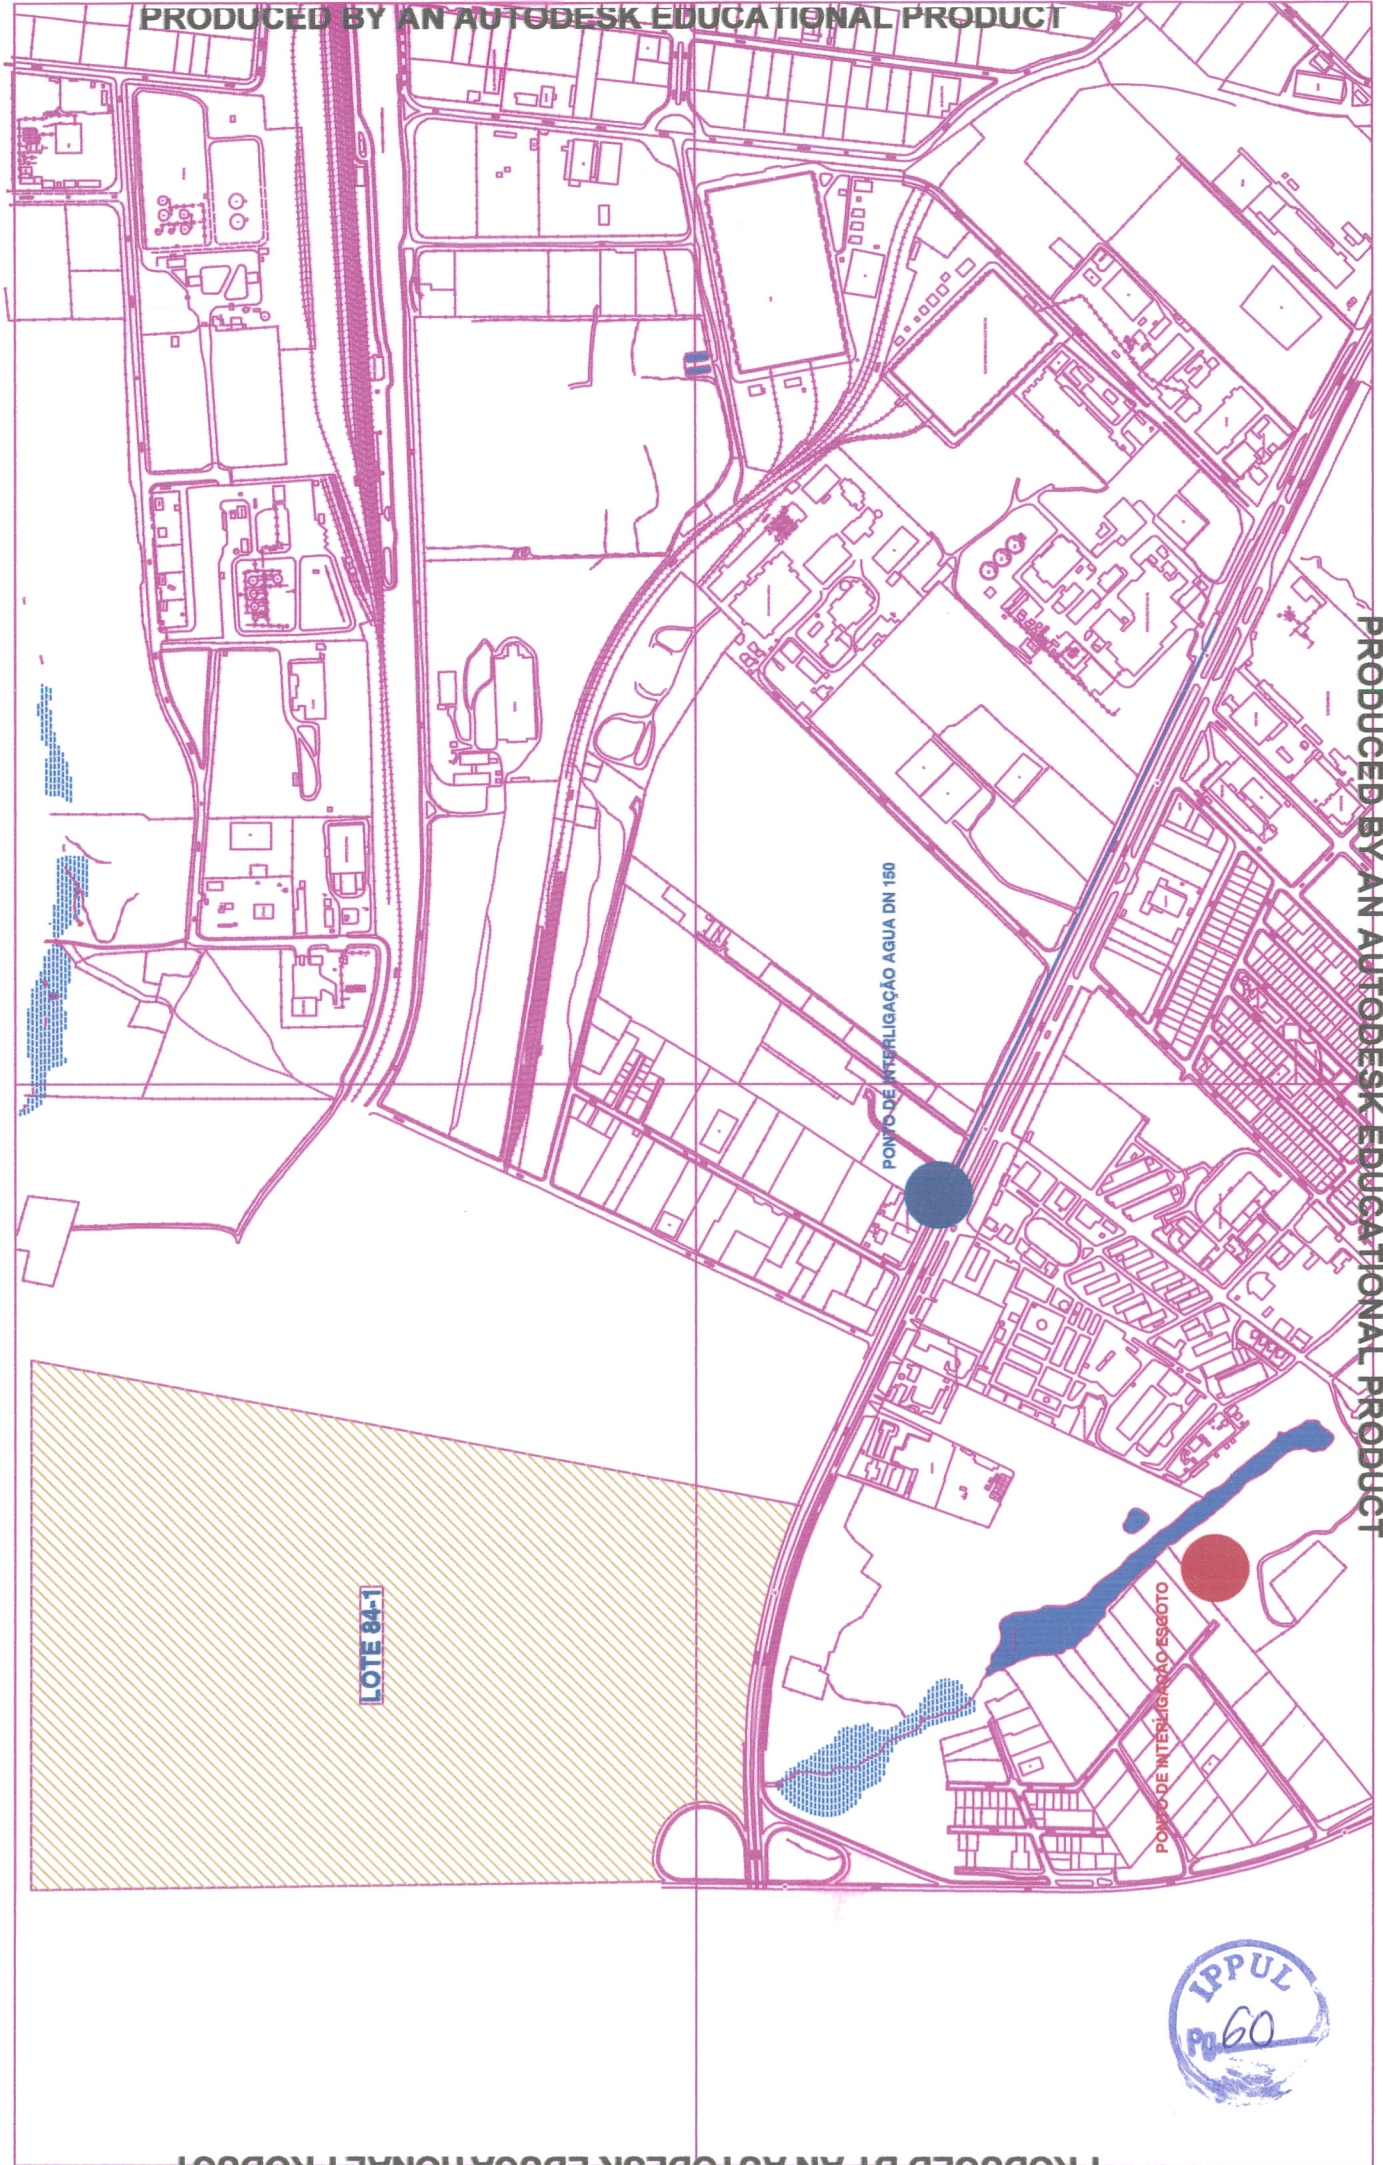 PRODUCED BY AN AUTODESK EDUCATIONAL PRODUCT
PRODUCED BY AN AUTODESK EDUCATIONAL PRODUCT
PONTO DE INTERLIGAÇÃO AGUA DN 150
LOTE 84-1
PONTO DE INTERLIGAÇÃO ESGOTO
IPPUL
PG. 60
PRODUCED BY AN AUTODESK EDUCATIONAL PRODUCT